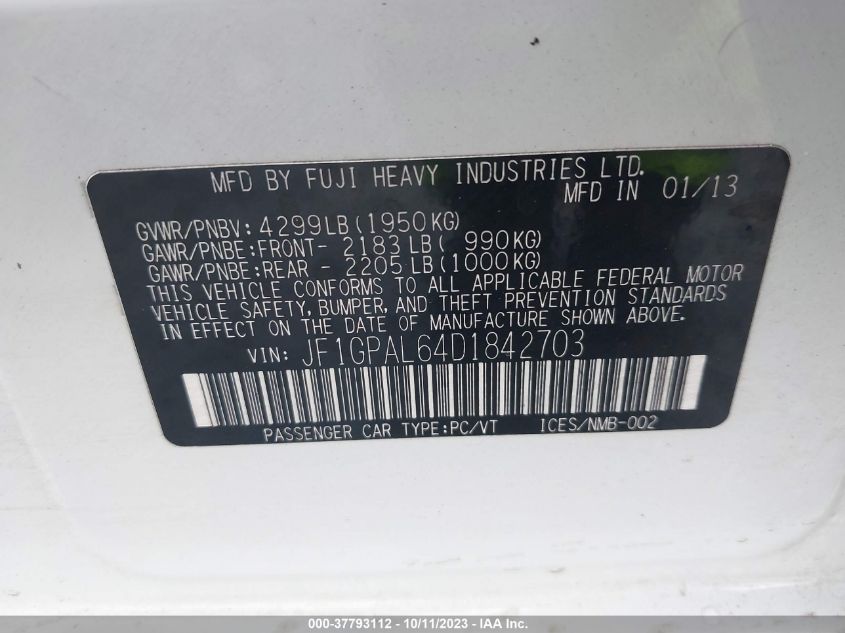 MFD BY FUJI HEAVY INDUSTRIES LTD.
MFD IN 01/13
GVWR/PNBV: 4299LB(1950KG)
GAWR/PNBE:FRONT- 2183LB( 990KG)
GAWR/PNBE:REAR - 2205LB(1000KG)
THIS VEHICLE CONFORMS TO ALL APPLICABLE FEDERAL MOTOR
VEHICLE SAFETY, BUMPER, AND THEFT PREVENTION STANDARDS
IN EFFECT ON THE DATE OF MANUFACTURE SHOWN ABOVE.
VIN: JF1GPAL64D1842703
PASSENGER CAR TYPE:PC/VT ICES/NMB-002
000-37793112 - 10/11/2023 - IAA Inc.